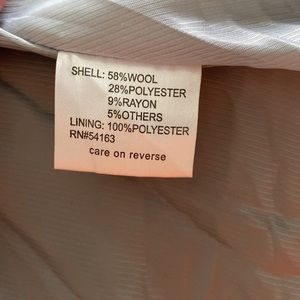 SHELL: 58%WOOL
28%POLYESTER
9%RAYON
5%OTHERS
LINING: 100%POLYESTER
RN#54163
care on reverse